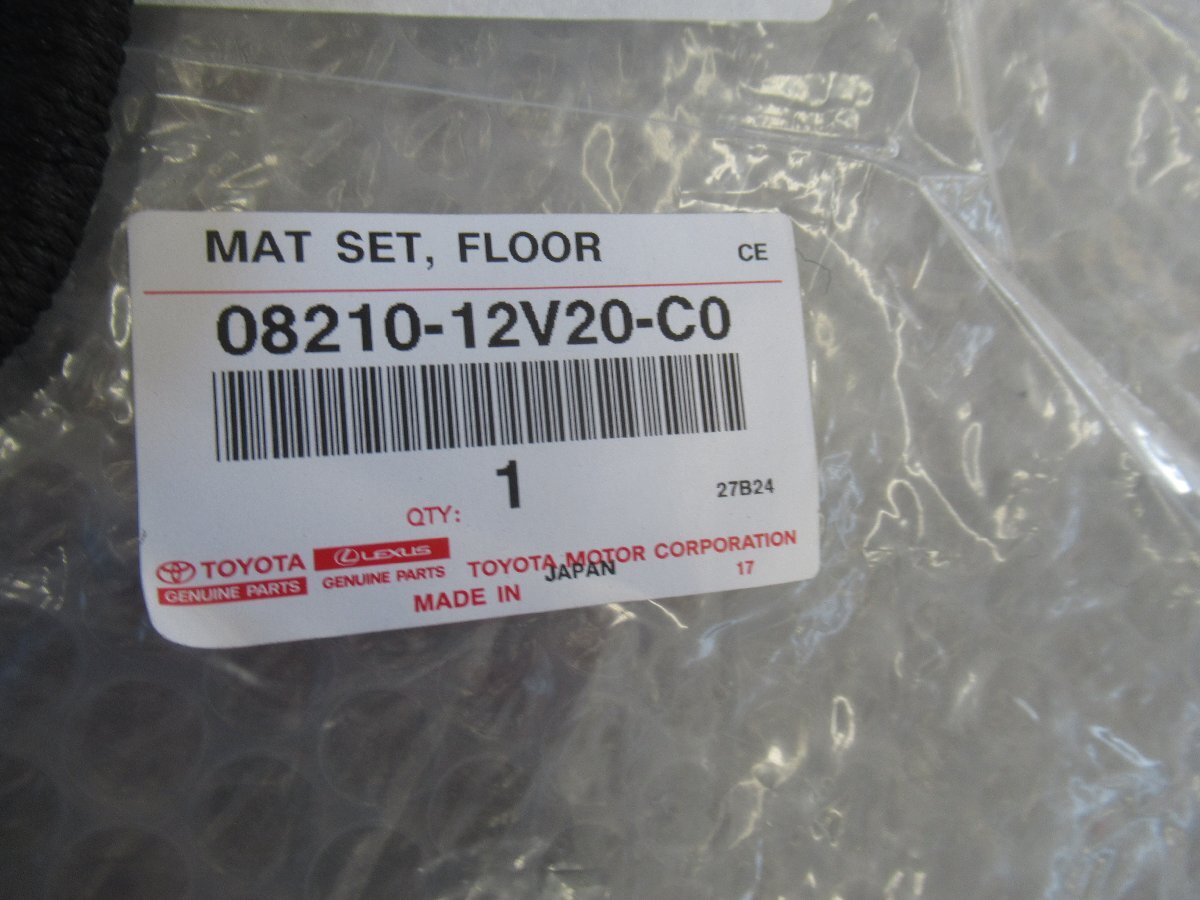 MAT SET, FLOOR CE
08210-12V20-C0
1
QTY: 27B24
TOYOTA LEXUS TOYOTA MOTOR CORPORATION
GENUINE PARTS GENUINE PARTS JAPAN 17
MADE IN